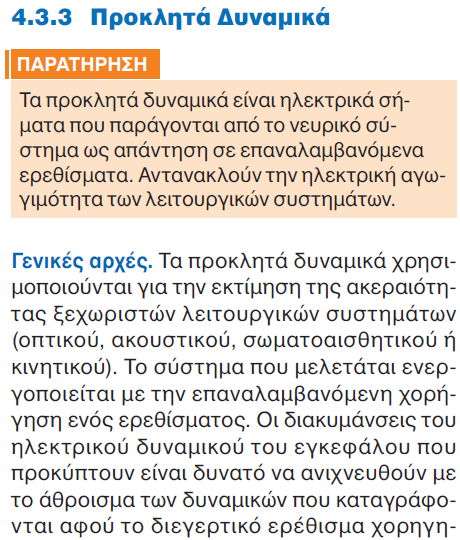 4.3.3 Προκλητά Δυναμικά
ΠΑΡΑΤΗΡΗΣΗ
Τα προκλητά δυναμικά είναι ηλεκτρικά σή-
ματα που παράγονται από το νευρικό σύ-
στημα ως απάντηση σε επαναλαμβανόμενα
ερεθίσματα. Αντανακλούν την ηλεκτρική αγω-
γιμότητα των λειτουργικών συστημάτων.
Γενικές αρχές. Τα προκλητά δυναμικά χρησι-
μοποιούνται για την εκτίμηση της ακεραιότη-
τας ξεχωριστών λειτουργικών συστημάτων
(οπτικού, ακουστικού, σωματοαισθητικού ή
κινητικού). Το σύστημα που μελετάται ενερ-
γοποιείται με την επαναλαμβανόμενη χορή-
γηση ενός ερεθίσματος. Οι διακυμάνσεις του
ηλεκτρικού δυναμικού του εγκεφάλου που
προκύπτουν είναι δυνατό να ανιχνευθούν με
το άθροισμα των δυναμικών που καταγράφο-
νται αφού το διεγερτικό ερέθισμα χορηγη-